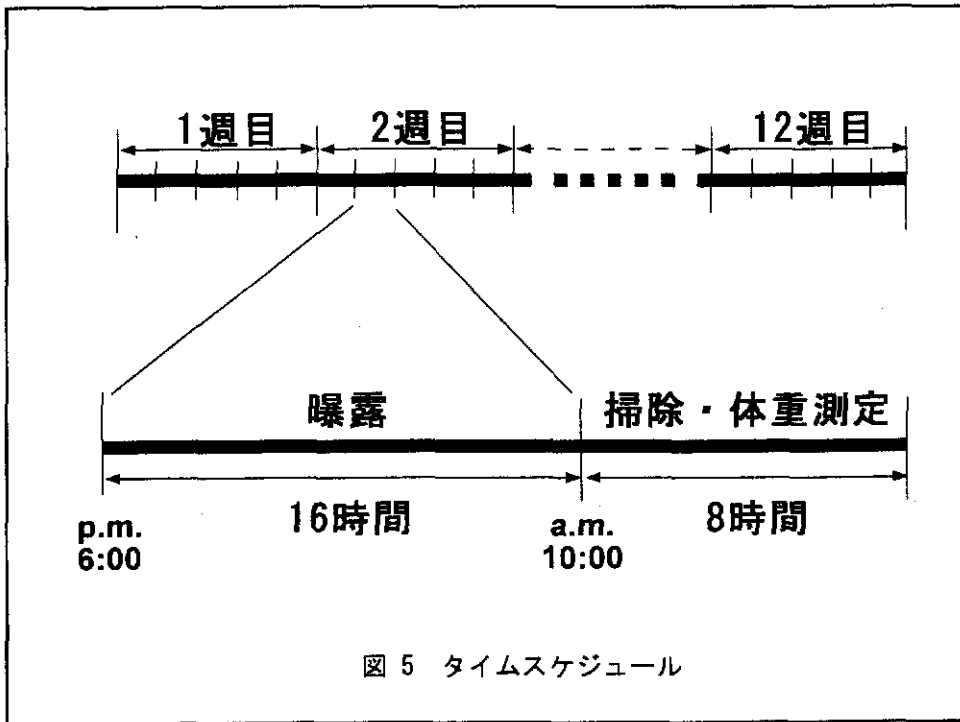 1週目 2週目 12週目
曝露 掃除・体重測定
16時間 8時間
p.m. a.m.
6:00 10:00
図 5 タイムスケジュール